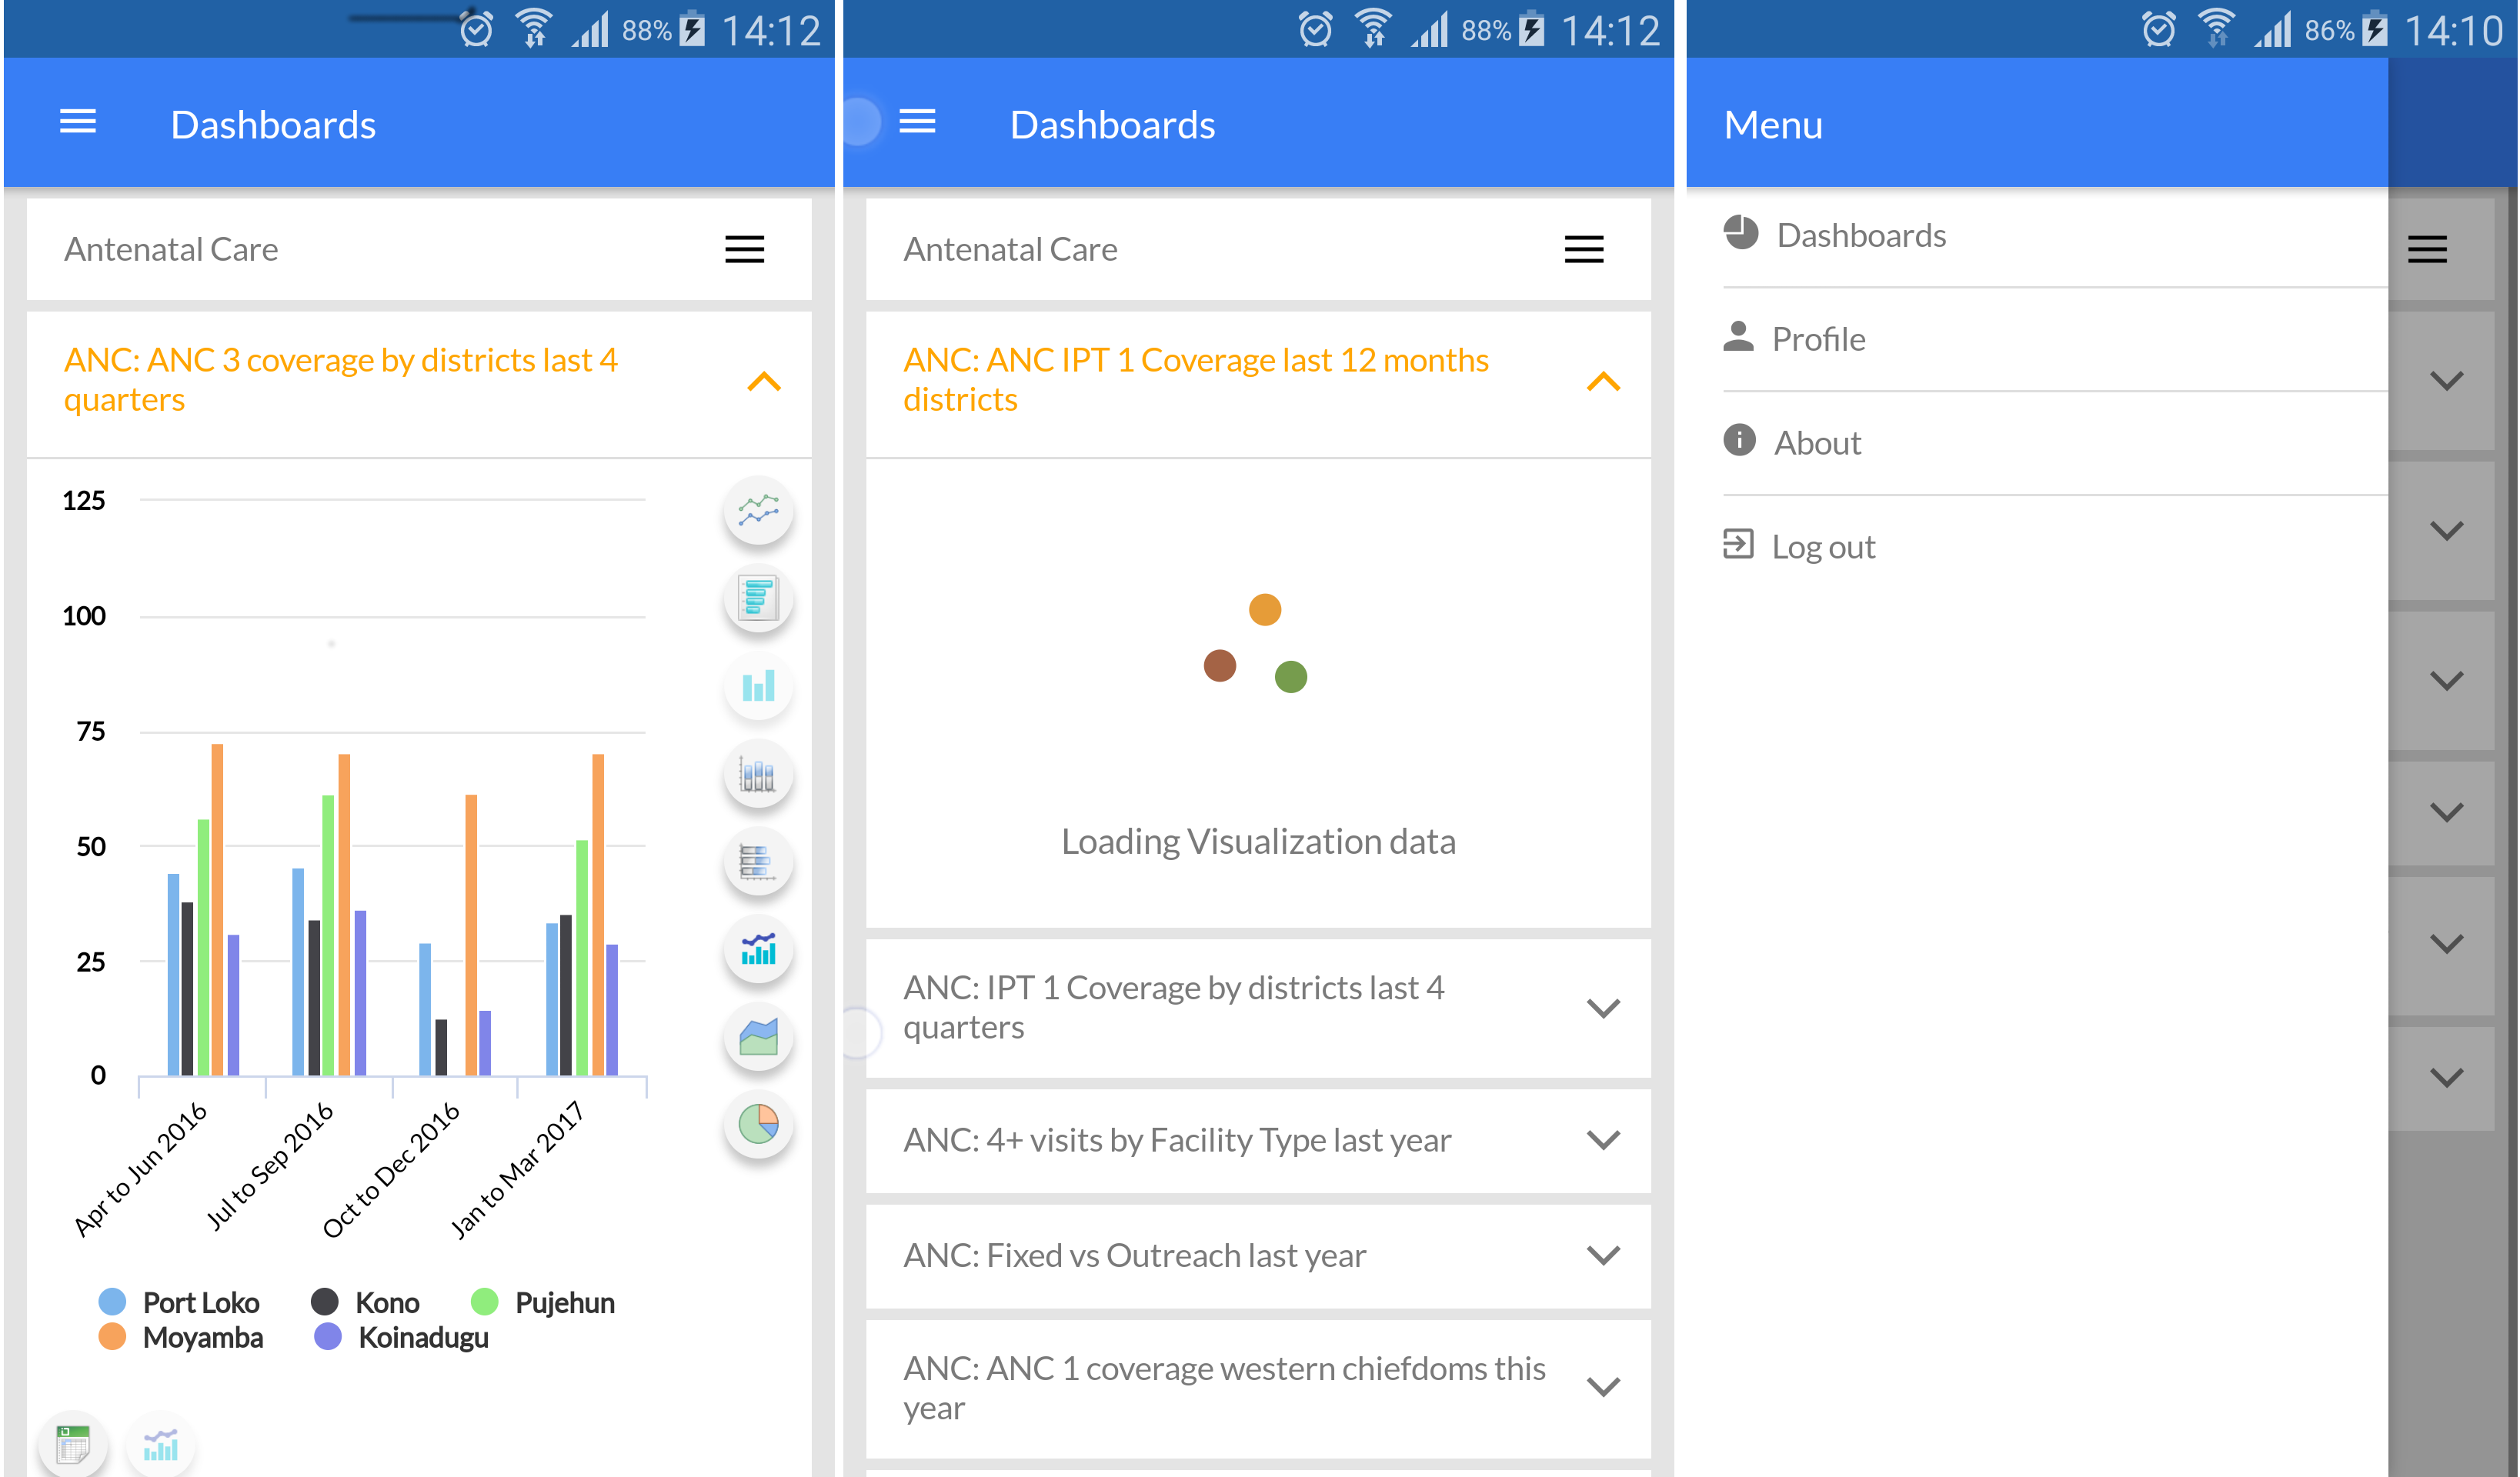 88% 14:12
Dashboards
Antenatal Care
ANC: ANC 3 coverage by districts last 4
quarters
125
100
75
50
25
0
Apr to Jun 2016
Jul to Sep 2016
Oct to Dec 2016
Jan to Mar 2017
Port Loko Kono Pujehun
Moyamba Koinadugu
88% 14:12
Dashboards
Antenatal Care
ANC: ANC IPT 1 Coverage last 12 months
districts
Loading Visualization data
ANC: IPT 1 Coverage by districts last 4
quarters
ANC: 4+ visits by Facility Type last year
ANC: Fixed vs Outreach last year
ANC: ANC 1 coverage western chiefdoms this
year
86% 14:10
Menu
Dashboards
Profile
About
Log out